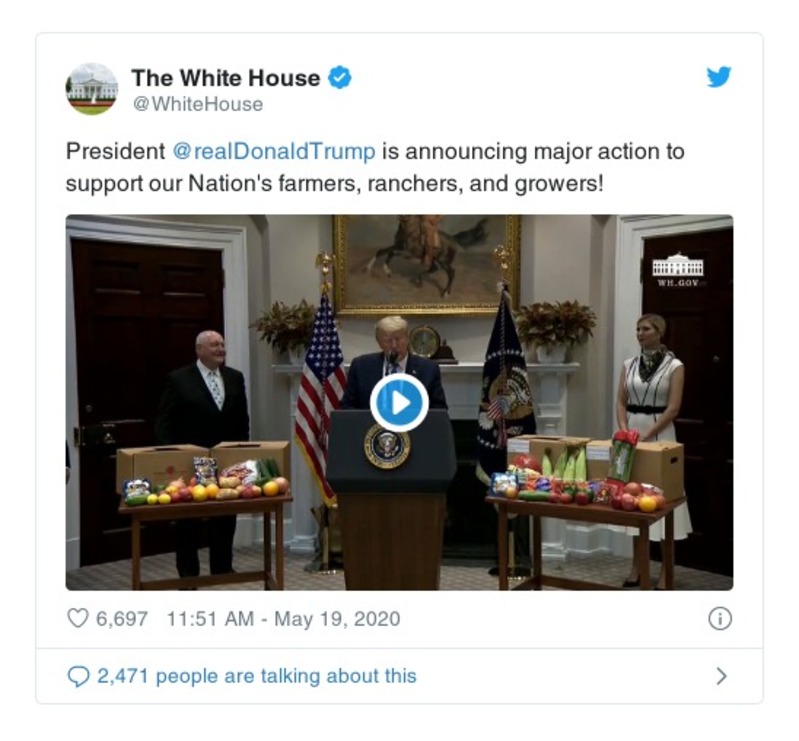 The White House
@WhiteHouse
President @realDonaldTrump is announcing major action to
support our Nation's farmers, ranchers, and growers!
WH.GOV
6,697 11:51 AM - May 19, 2020
2,471 people are talking about this